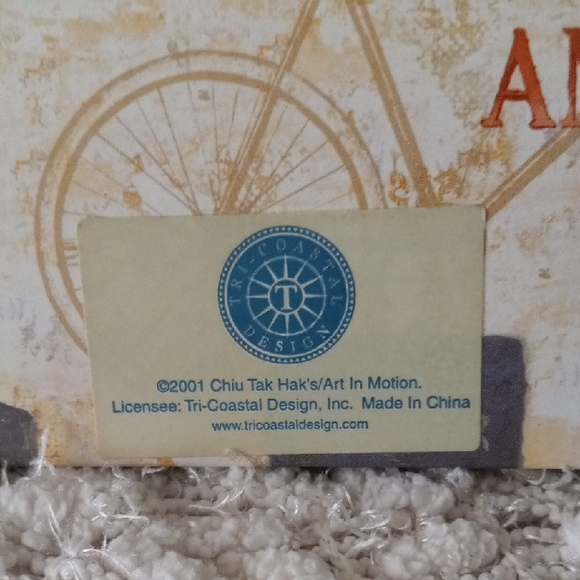 AN
TRI-COASTAL
T
DESIGN
©2001 Chiu Tak Hak's/Art In Motion.
Licensee: Tri-Coastal Design, Inc. Made In China
www.tricoastaldesign.com